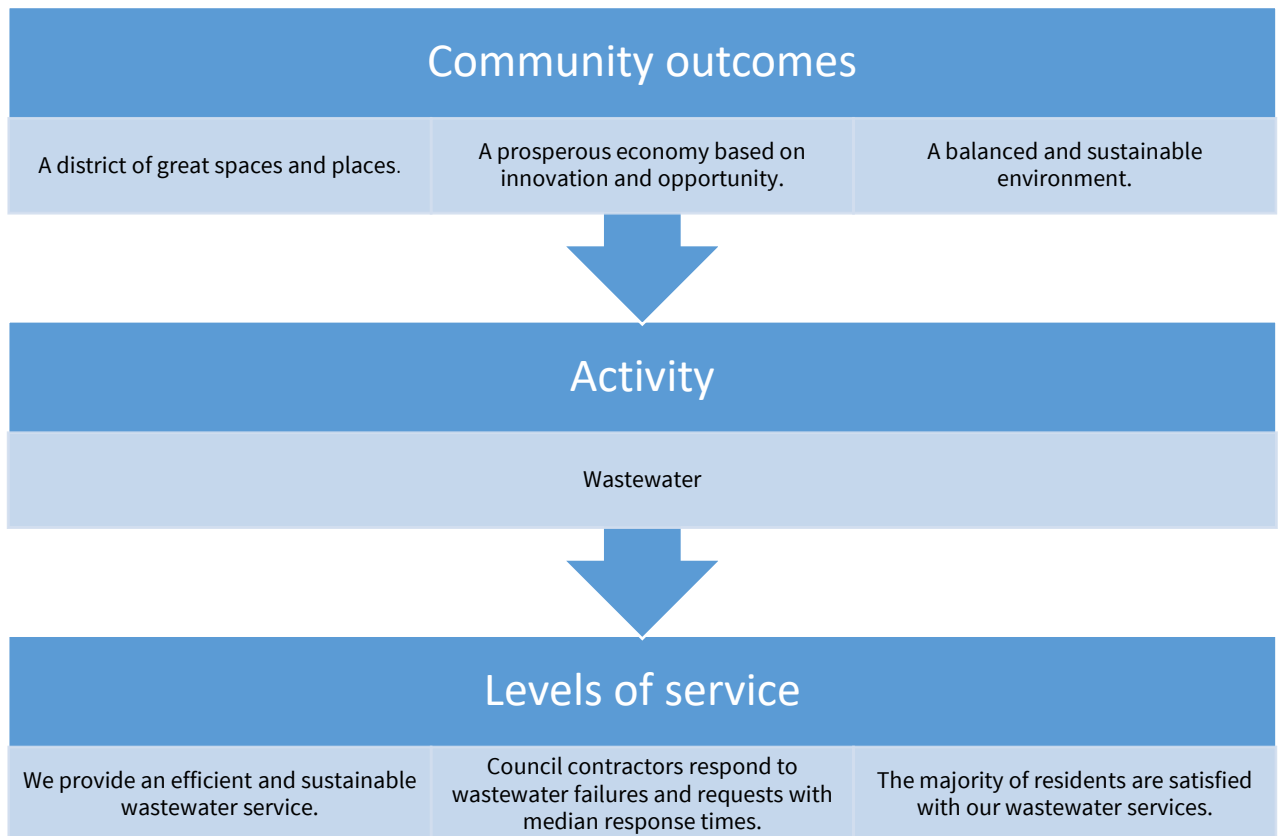 Community outcomes
A district of great spaces and places.
A prosperous economy based on
innovation and opportunity.
A balanced and sustainable
environment.
Activity
Wastewater
Levels of service
We provide an efficient and sustainable
wastewater service.
Council contractors respond to
wastewater failures and requests with
median response times.
The majority of residents are satisfied
with our wastewater services.